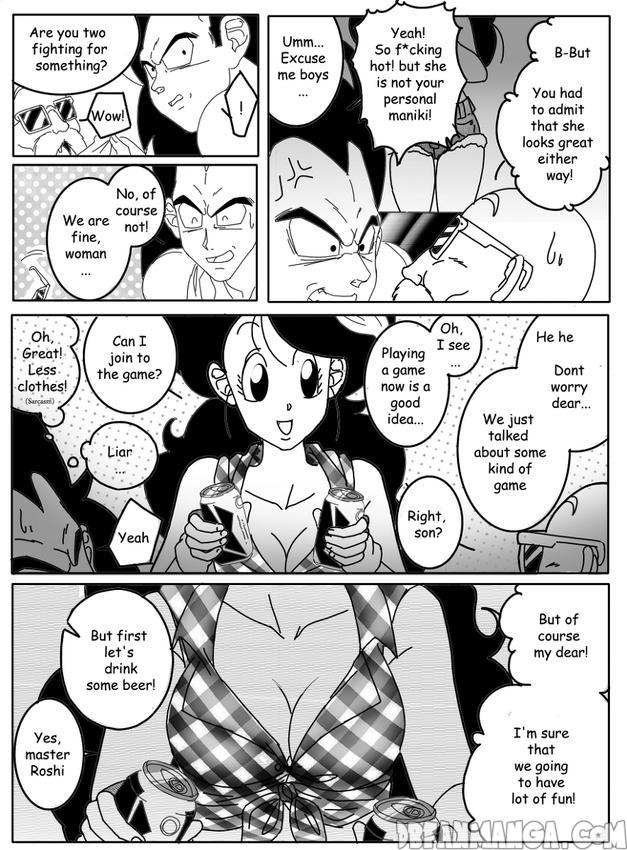 Are you two
fighting for
something?
Wow!
!
Umm...
Excuse
me boys
...
Yeah!
So f*cking
hot! but she
is not your
personal
maniki!
B-But
You had
to admit
that she
looks great
either
way!
No, of
course
not!
We are
fine,
woman
...
Oh,
Great!
Less
clothes!
(Sarcasm!)
Can I
join to
the game?
Liar
...
Yeah
Oh,
I see
...
Playing
a game
now is a
good
idea...
He he
Dont
worry
dear...
We just
talked
about some
kind of
game
Right,
son?
But first
let's
drink
some beer!
Yes,
master
Roshi
But of
course
my dear!
I'm sure
that
we going
to have
lot of fun!
DBFANMANGA.COM